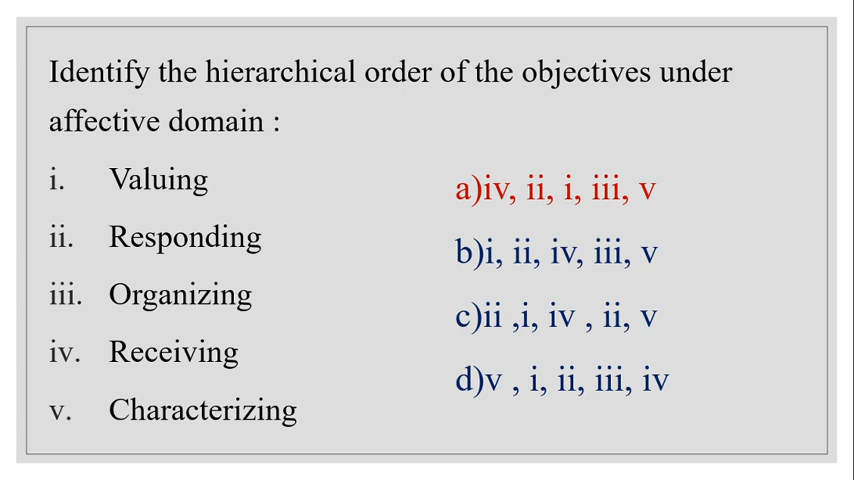 Identify the hierarchical order of the objectives under
affective domain :
i. Valuing
ii. Responding
iii. Organizing
iv. Receiving
v. Characterizing
a)iv, ii, i, iii, v
b)i, ii, iv, iii, v
c)ii ,i, iv , ii, v
d)v , i, ii, iii, iv